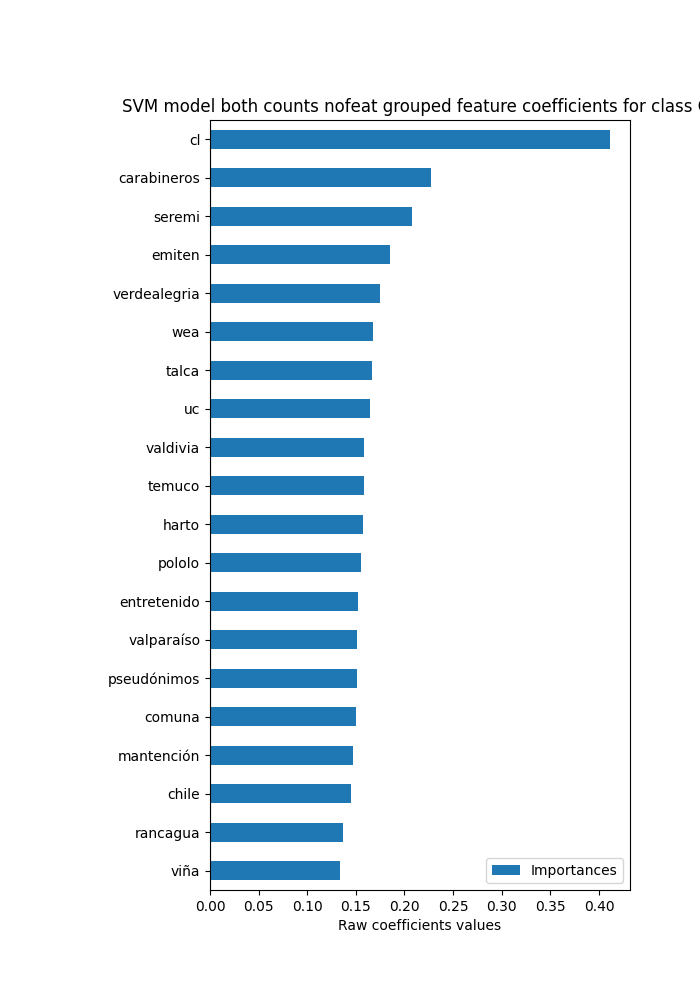 SVM model both counts nofeat grouped feature coefficients for class
cl
carabineros
seremi
emiten
verdealegria
wea
talca
uc
valdivia
temuco
harto
pololo
entretenido
valparaíso
pseudónimos
comuna
mantención
chile
rancagua
viña
Importances
0.00 0.05 0.10 0.15 0.20 0.25 0.30 0.35 0.40
Raw coefficients values